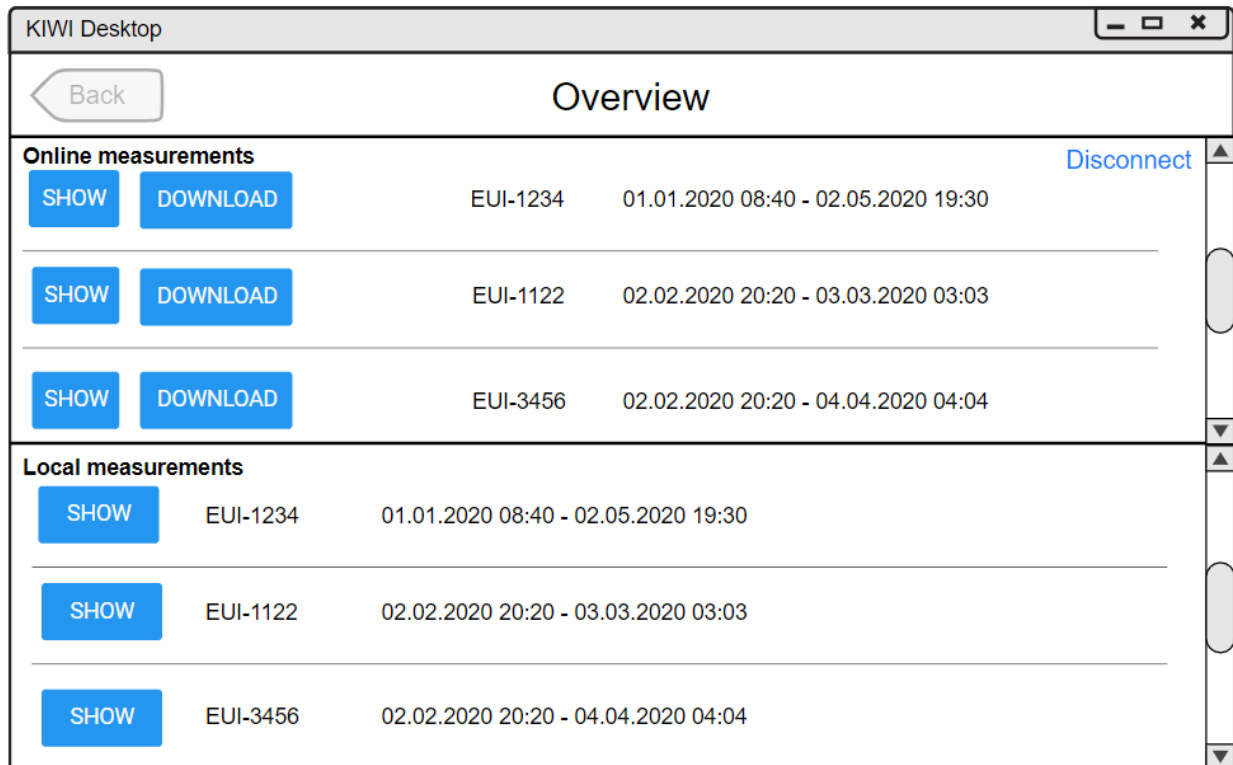 KIWI Desktop
Back
Overview
Online measurements
Disconnect
SHOW DOWNLOAD EUI-1234 01.01.2020 08:40 - 02.05.2020 19:30
SHOW DOWNLOAD EUI-1122 02.02.2020 20:20 - 03.03.2020 03:03
SHOW DOWNLOAD EUI-3456 02.02.2020 20:20 - 04.04.2020 04:04
Local measurements
SHOW EUI-1234 01.01.2020 08:40 - 02.05.2020 19:30
SHOW EUI-1122 02.02.2020 20:20 - 03.03.2020 03:03
SHOW EUI-3456 02.02.2020 20:20 - 04.04.2020 04:04